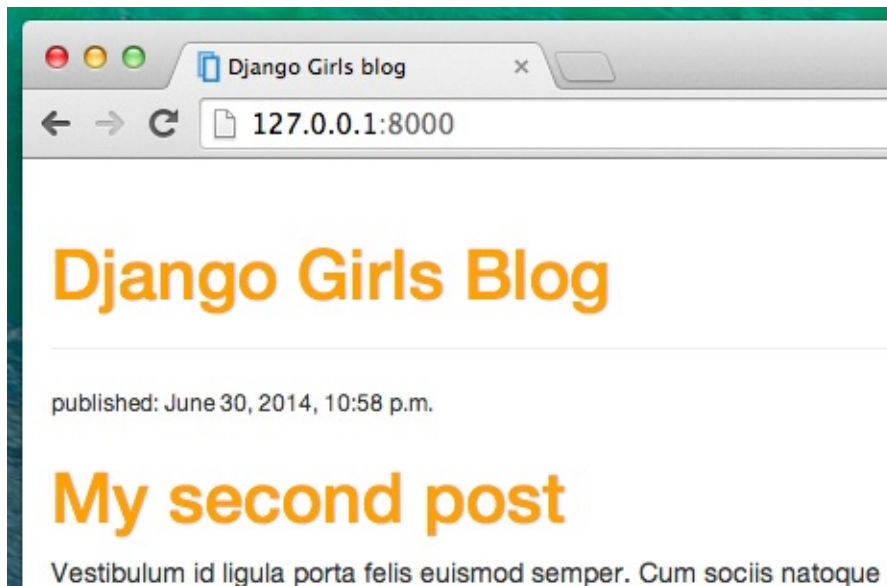 Django Girls blog
127.0.0.1:8000
Django Girls Blog
published: June 30, 2014, 10:58 p.m.
My second post
Vestibulum id ligula porta felis euismod semper. Cum sociis natoque